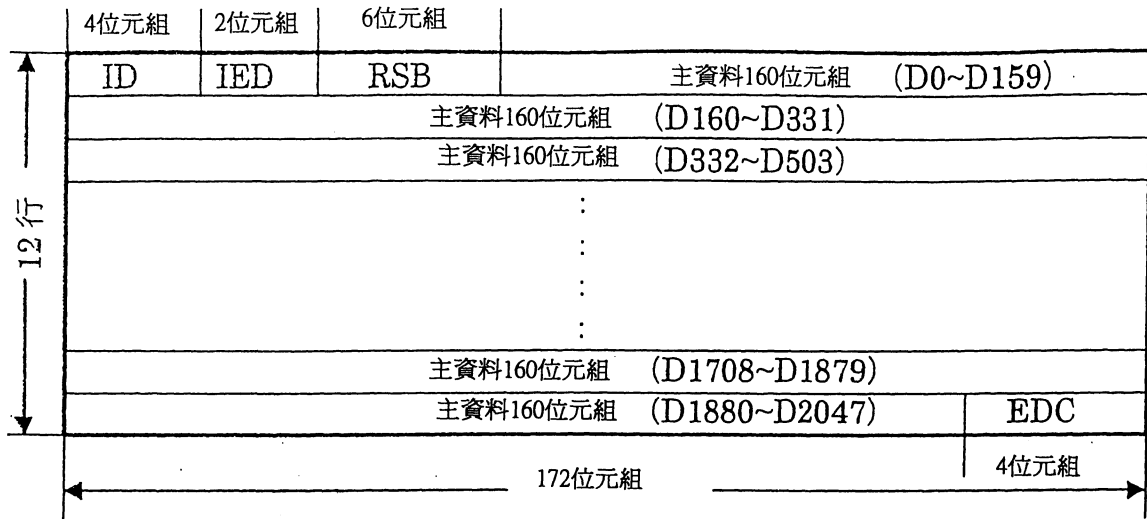 4位元組 2位元組 6位元組
ID IED RSB 主資料160位元組 (D0~D159)
主資料160位元組 (D160~D331)
主資料160位元組 (D332~D503)
12行
主資料160位元組 (D1708~D1879)
主資料160位元組 (D1880~D2047) EDC
172位元組 4位元組